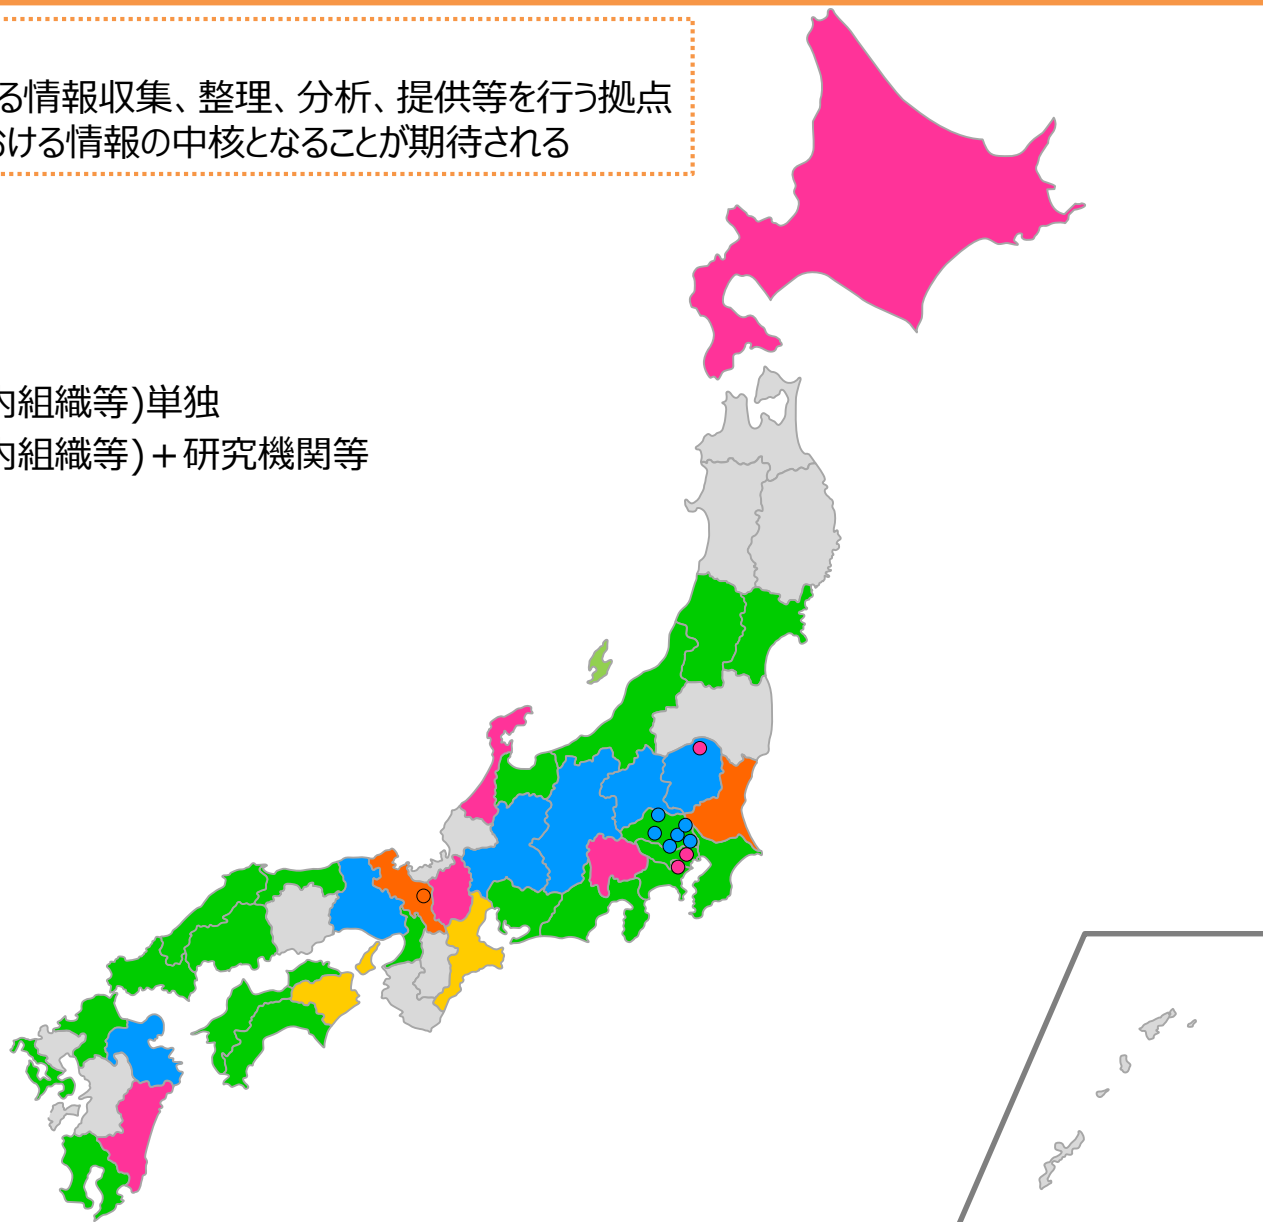 る情報収集、整理、分析、提供等を行う拠点
ける情報の中核となることが期待される
内組織等)単独
内組織等)＋研究機関等